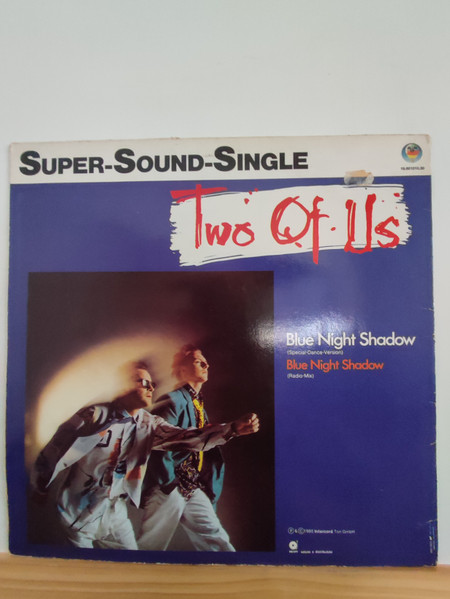 SUPER-SOUND-SINGLE
Two Of Us
Blue Night Shadow
(Special-Dance-Version)
Blue Night Shadow
(Radio-Mix)